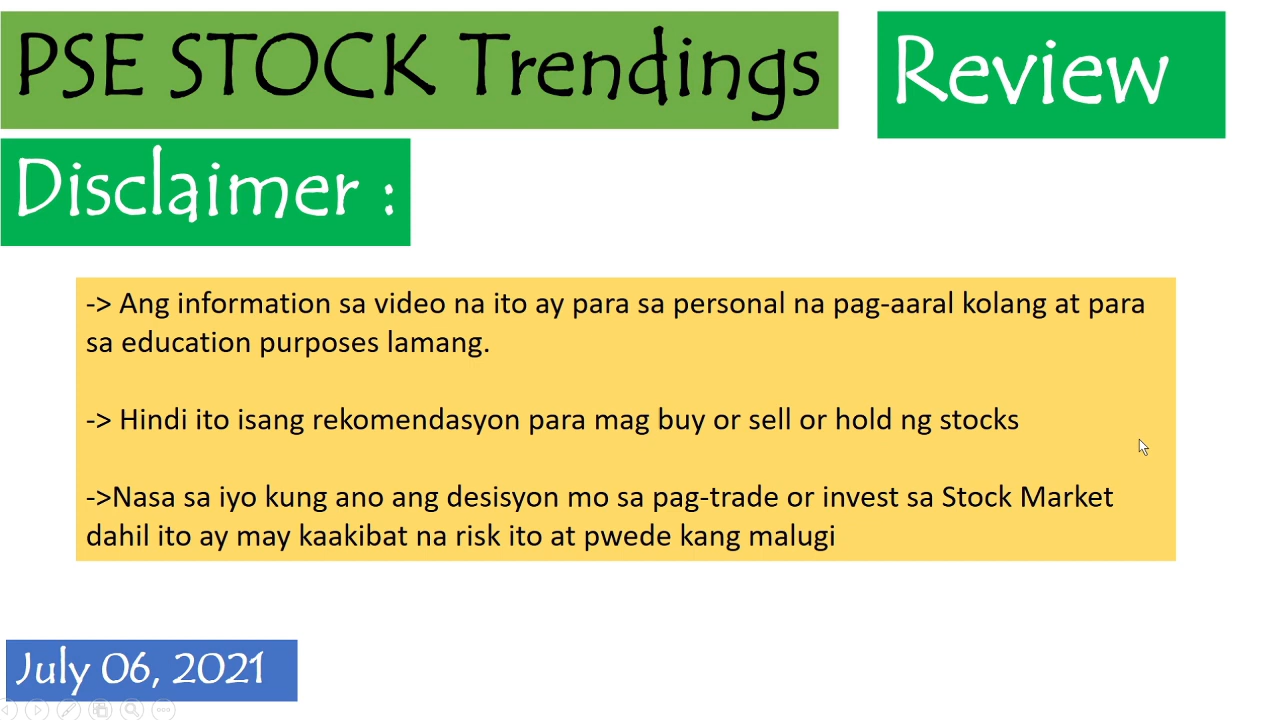 PSE STOCK Trendings Review
Disclaimer :
-> Ang information sa video na ito ay para sa personal na pag-aaral kolang at para
sa education purposes lamang.
-> Hindi ito isang rekomendasyon para mag buy or sell or hold ng stocks
->Nasa sa iyo kung ano ang desisyon mo sa pag-trade or invest sa Stock Market
dahil ito ay may kaakibat na risk ito at pwede kang malugi
July 06, 2021